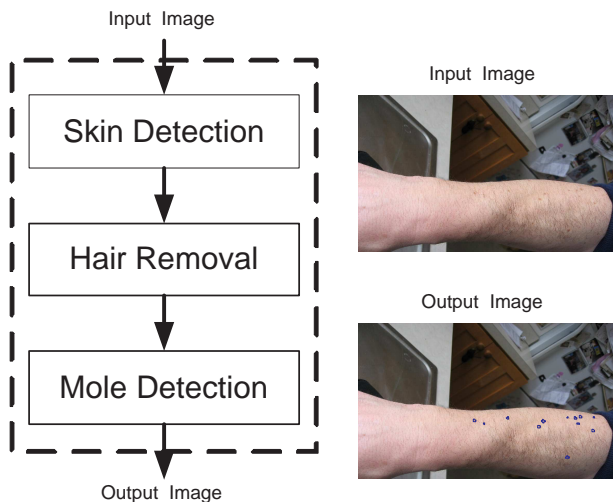 Input Image
Skin Detection
Hair Removal
Mole Detection
Output Image
Input Image
Output Image